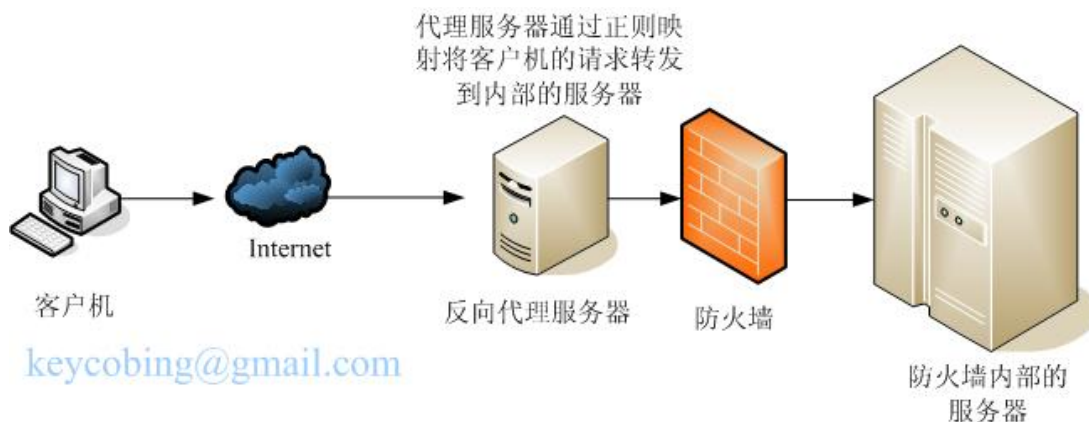 代理服务器通过正则映
射将客户机的请求转发
到内部的服务器
Internet
客户机
反向代理服务器
防火墙
keycobing@gmail.com
防火墙内部的
服务器